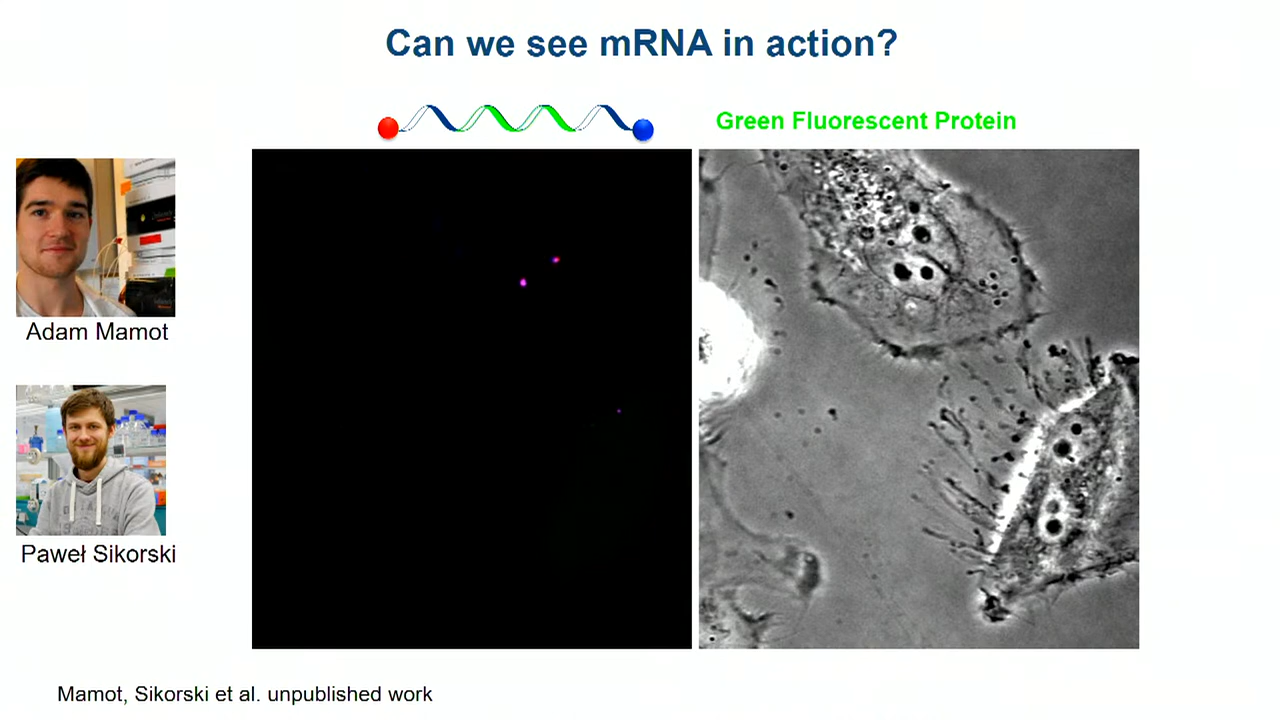 Can we see mRNA in action?
Green Fluorescent Protein
Adam Mamot
Paweł Sikorski
Mamot, Sikorski et al. unpublished work